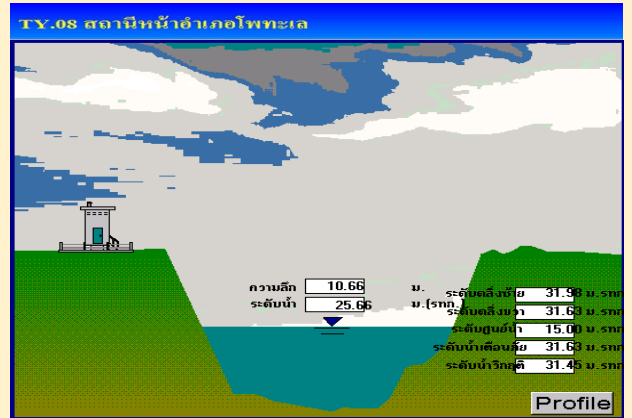 TY.08 สถานีหน้าอำเภอโพทะเล
ความลึก 10.66 ม.
ระดับน้ำ 25.66 ม.(รทก.)
ระดับตลิ่งซ้าย 31.98 ม.รทก
ระดับตลิ่งขวา 31.63 ม.รทก
ระดับศูนย์น้ำ 15.00 ม.รทก
ระดับน้ำเตือนภัย 31.63 ม.รทก
ระดับน้ำวิกฤติ 31.45 ม.รทก
Profile